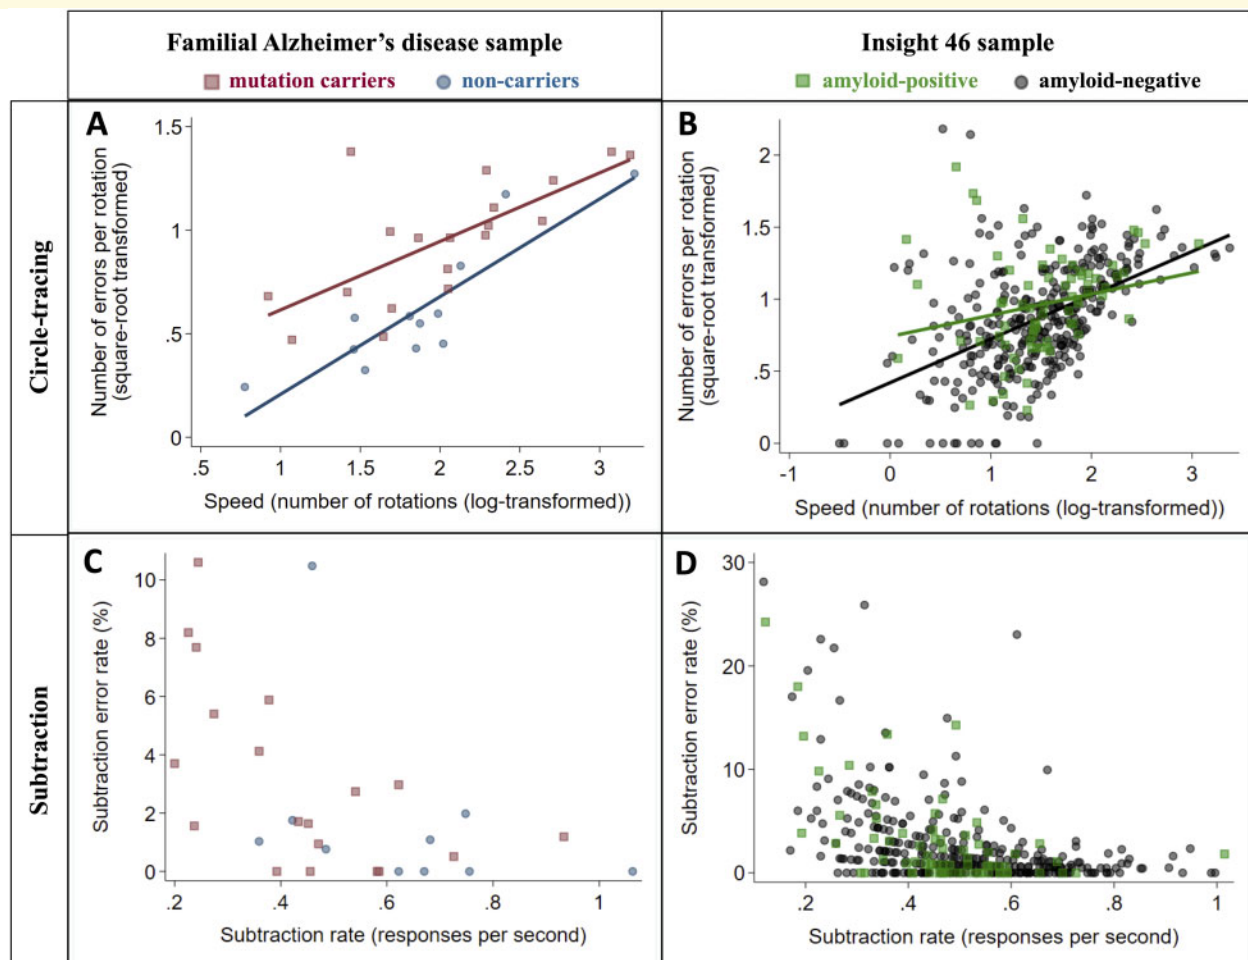 Familial Alzheimer’s disease sample
mutation carriers non-carriers
Insight 46 sample
amyloid-positive amyloid-negative
Circle-tracing
A
Number of errors per rotation
(square-root transformed)
1.5
1
.5
0
.5 1 1.5 2 2.5 3
Speed (number of rotations (log-transformed))
B
Number of errors per rotation
(square-root transformed)
2
1.5
1
.5
0
-1 0 1 2 3
Speed (number of rotations (log-transformed))
Subtraction
C
Subtraction error rate (%)
10
8
6
4
2
0
.2 .4 .6 .8 1
Subtraction rate (responses per second)
D
Subtraction error rate (%)
30
20
10
0
.2 .4 .6 .8 1
Subtraction rate (responses per second)